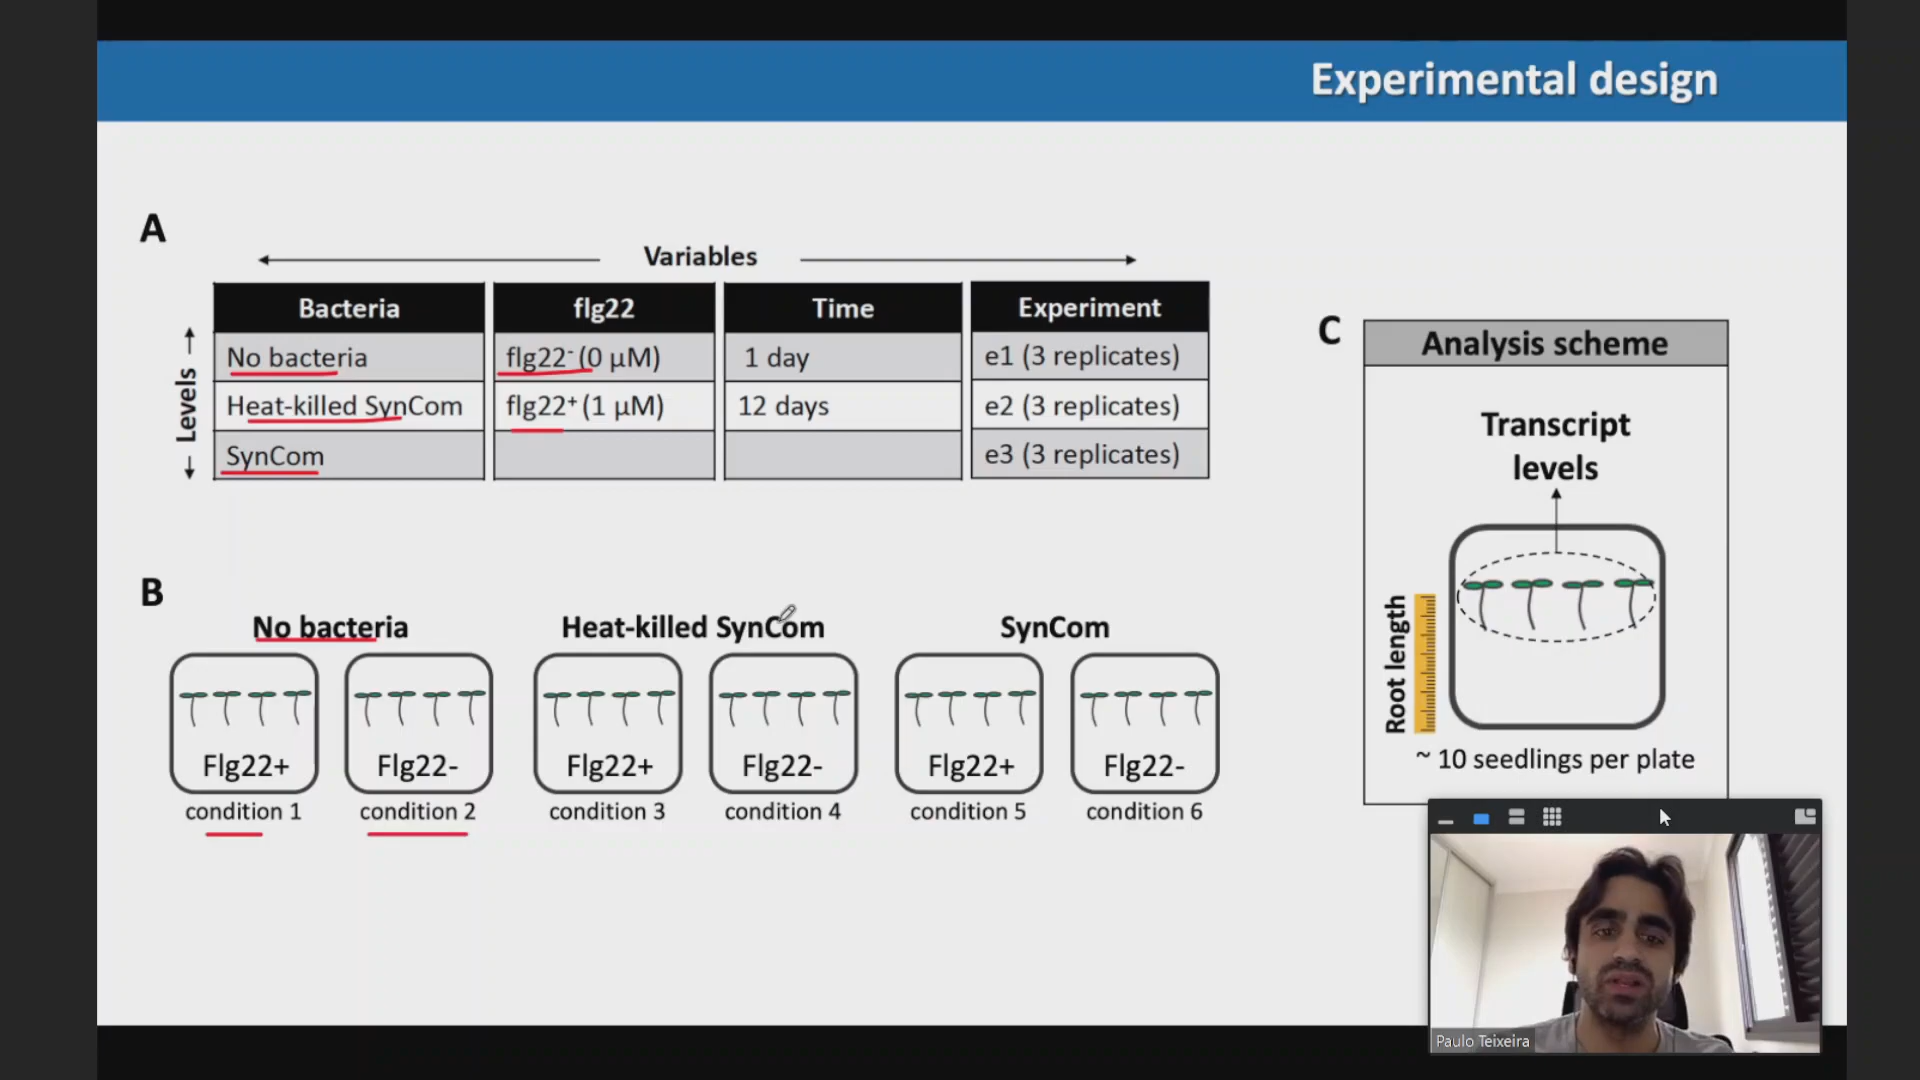 Experimental design
A
Variables
Levels
Bacteria flg22 Time Experiment
No bacteria flg22⁻ (0 µM) 1 day e1 (3 replicates)
Heat-killed SynCom flg22⁺ (1 µM) 12 days e2 (3 replicates)
SynCom e3 (3 replicates)
B
No bacteria Heat-killed SynCom SynCom
Flg22+ Flg22- Flg22+ Flg22- Flg22+ Flg22-
condition 1 condition 2 condition 3 condition 4 condition 5 condition 6
C
Analysis scheme
Transcript
levels
Root length
~ 10 seedlings per plate
Paulo Teixeira